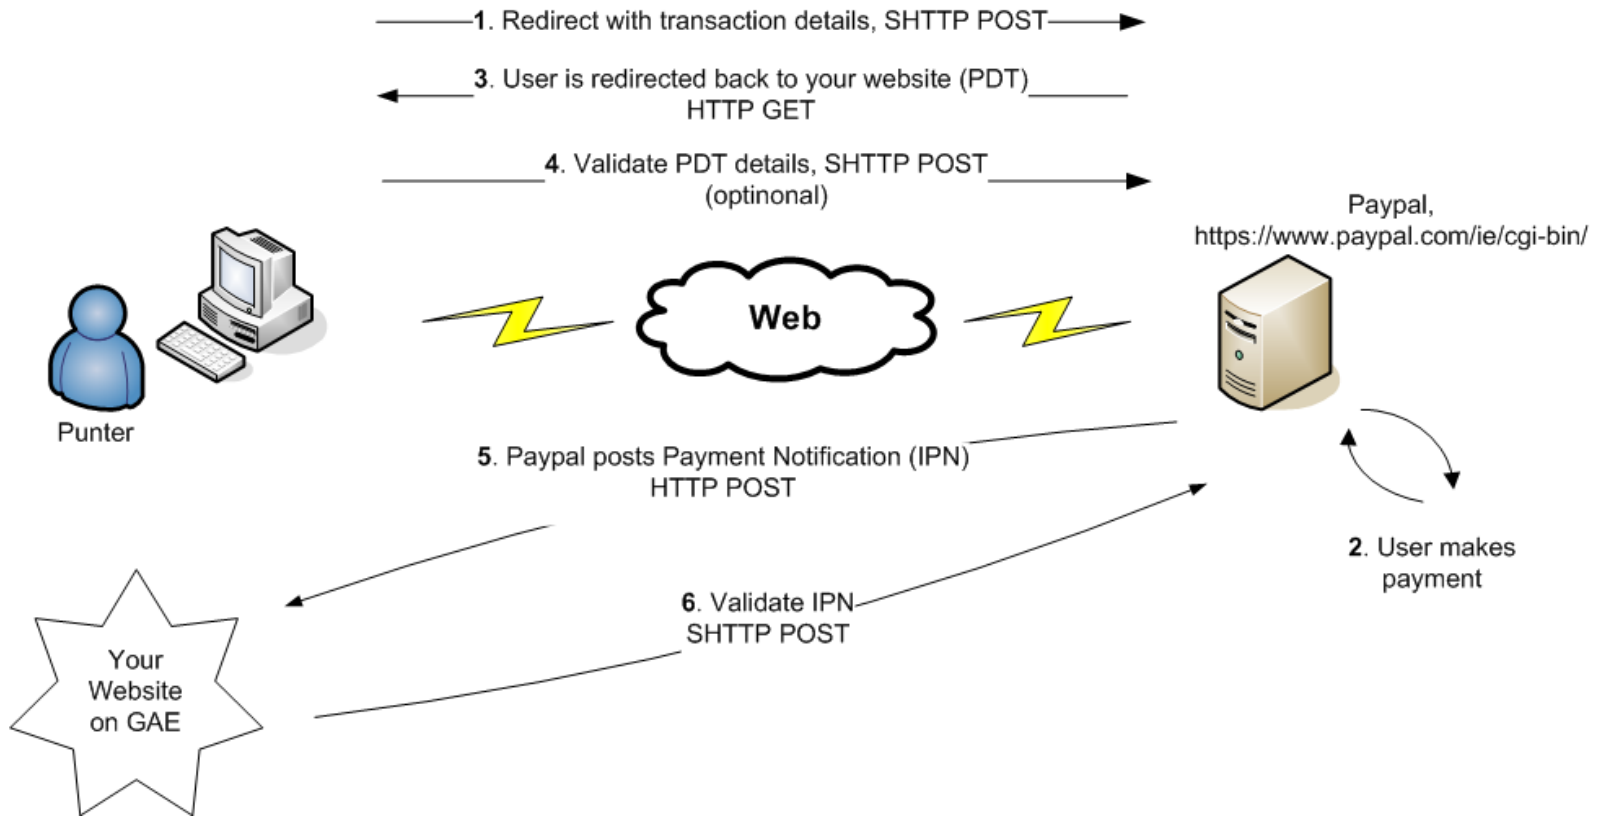 1. Redirect with transaction details, SHTTP POST
3. User is redirected back to your website (PDT)
HTTP GET
4. Validate PDT details, SHTTP POST
(optinonal)
Paypal,
https://www.paypal.com/ie/cgi-bin/
Web
Punter
5. Paypal posts Payment Notification (IPN)
HTTP POST
2. User makes
payment
6. Validate IPN
SHTTP POST
Your
Website
on GAE